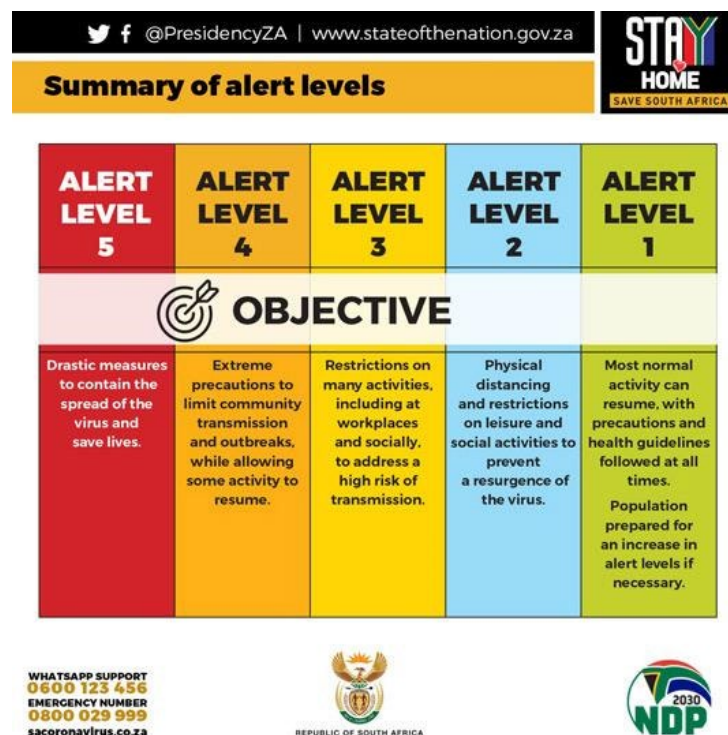 @PresidencyZA | www.stateofthenation.gov.za
STAY
HOME
SAVE SOUTH AFRICA
Summary of alert levels
ALERT
LEVEL
5
ALERT
LEVEL
4
ALERT
LEVEL
3
ALERT
LEVEL
2
ALERT
LEVEL
1
OBJECTIVE
Drastic measures
to contain the
spread of the
virus and
save lives.
Extreme
precautions to
limit community
transmission
and outbreaks,
while allowing
some activity to
resume.
Restrictions on
many activities,
including at
workplaces
and socially,
to address a
high risk of
transmission.
Physical
distancing
and restrictions
on leisure and
social activities to
prevent
a resurgence of
the virus.
Most normal
activity can
resume, with
precautions and
health guidelines
followed at all
times.
Population
prepared for
an increase in
alert levels if
necessary.
WHATSAPP SUPPORT
0600 123 456
EMERGENCY NUMBER
0800 029 999
sacoronavirus.co.za
REPUBLIC OF SOUTH AFRICA
2030
NDP